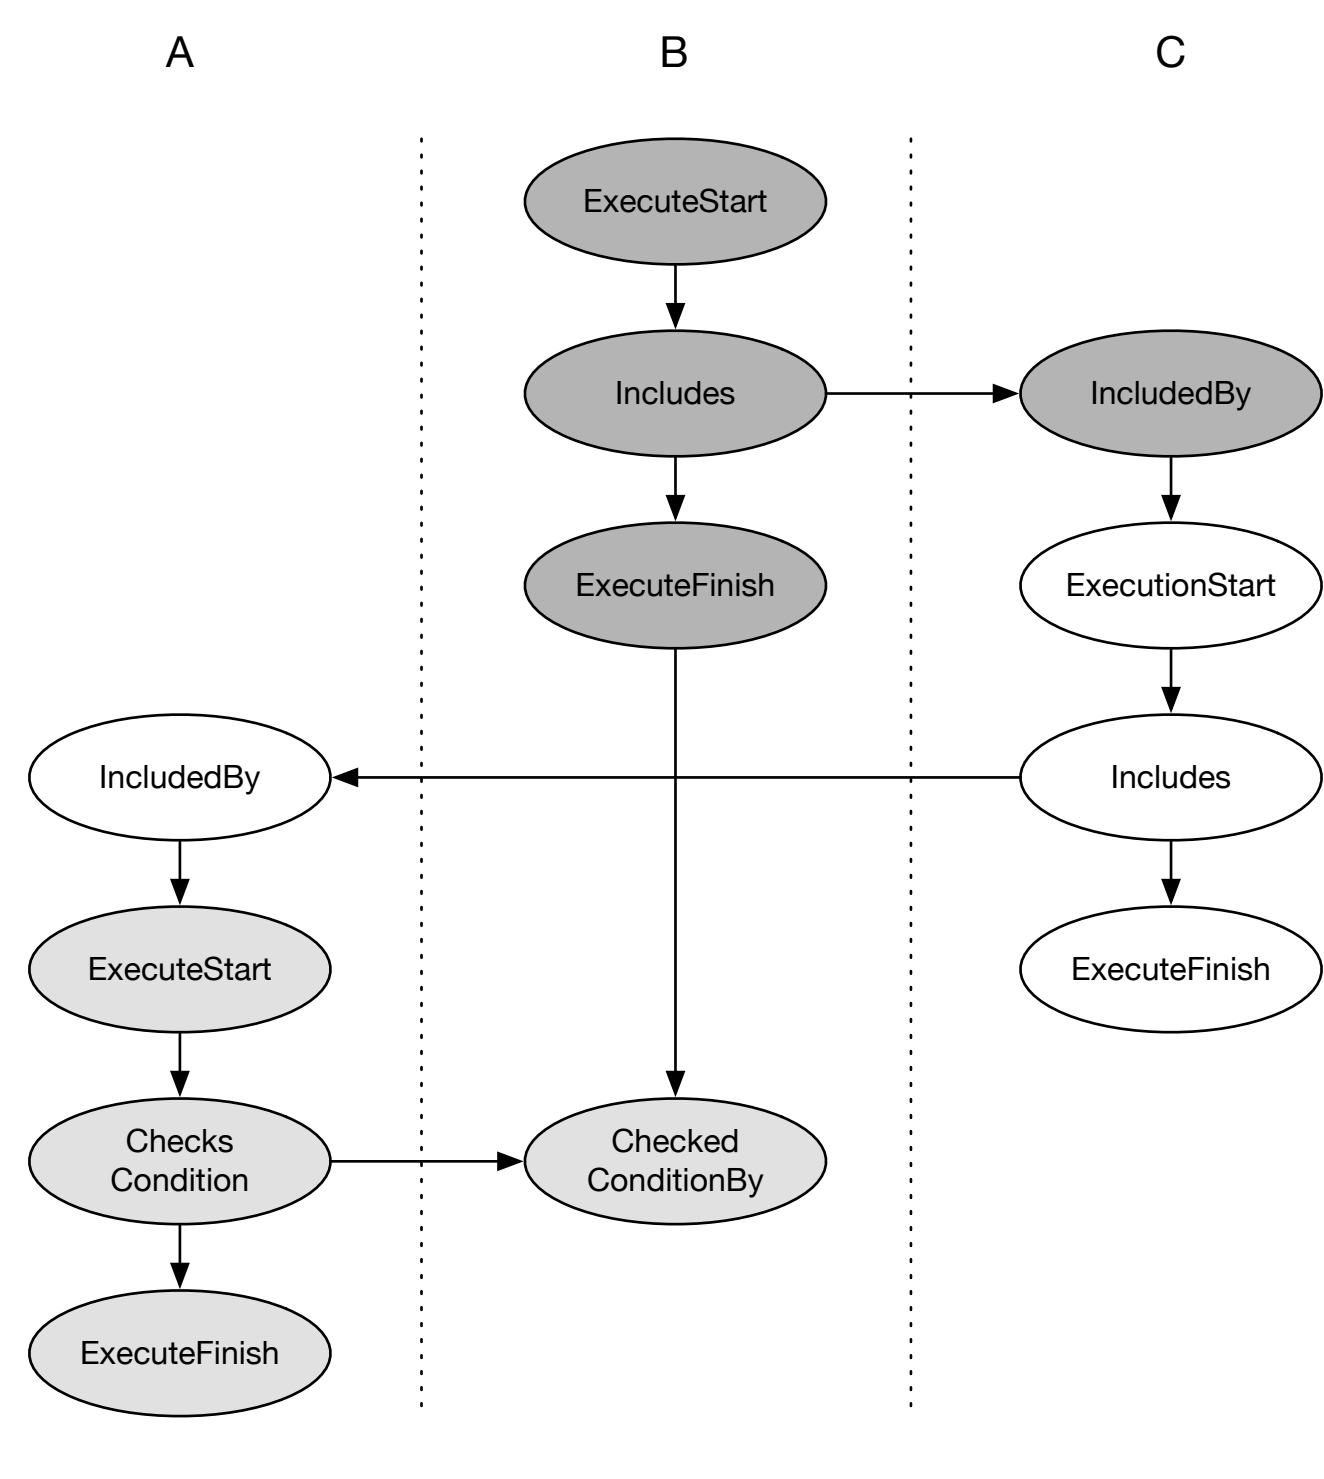 A
B
C
ExecuteStart
Includes
IncludedBy
ExecuteFinish
ExecutionStart
IncludedBy
Includes
ExecuteStart
ExecuteFinish
Checks
Condition
Checked
ConditionBy
ExecuteFinish